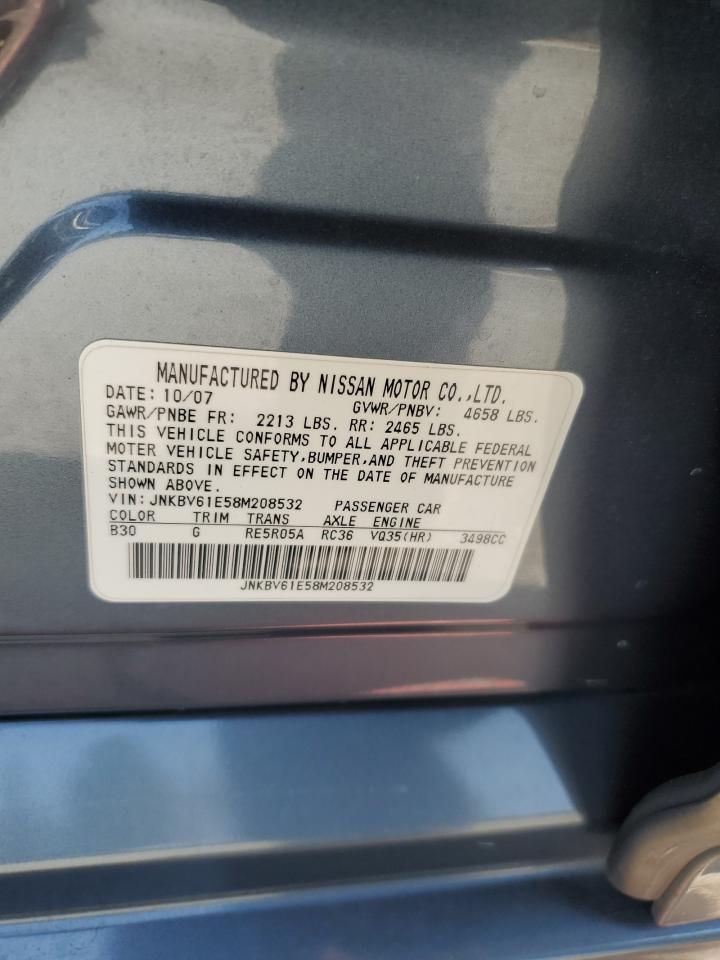 MANUFACTURED BY NISSAN MOTOR CO.,LTD.
DATE: 10/07 GVWR/PNBV: 4658 LBS.
GAWR/PNBE FR: 2213 LBS. RR: 2465 LBS.
THIS VEHICLE CONFORMS TO ALL APPLICABLE FEDERAL
MOTER VEHICLE SAFETY,BUMPER,AND THEFT PREVENTION
STANDARDS IN EFFECT ON THE DATE OF MANUFACTURE
SHOWN ABOVE.
VIN: JNKBV61E58M208532 PASSENGER CAR
COLOR TRIM TRANS AXLE ENGINE
B30 G RE5R05A RC36 VQ35(HR) 3498CC
JNKBV61E58M208532